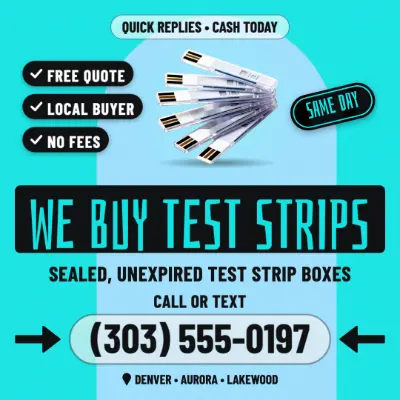 QUICK REPLIES • CASH TODAY
✓ FREE QUOTE
✓ LOCAL BUYER
✓ NO FEES
SAME DAY
WE BUY TEST STRIPS
SEALED, UNEXPIRED TEST STRIP BOXES
CALL OR TEXT
(303) 555-0197
DENVER • AURORA • LAKEWOOD